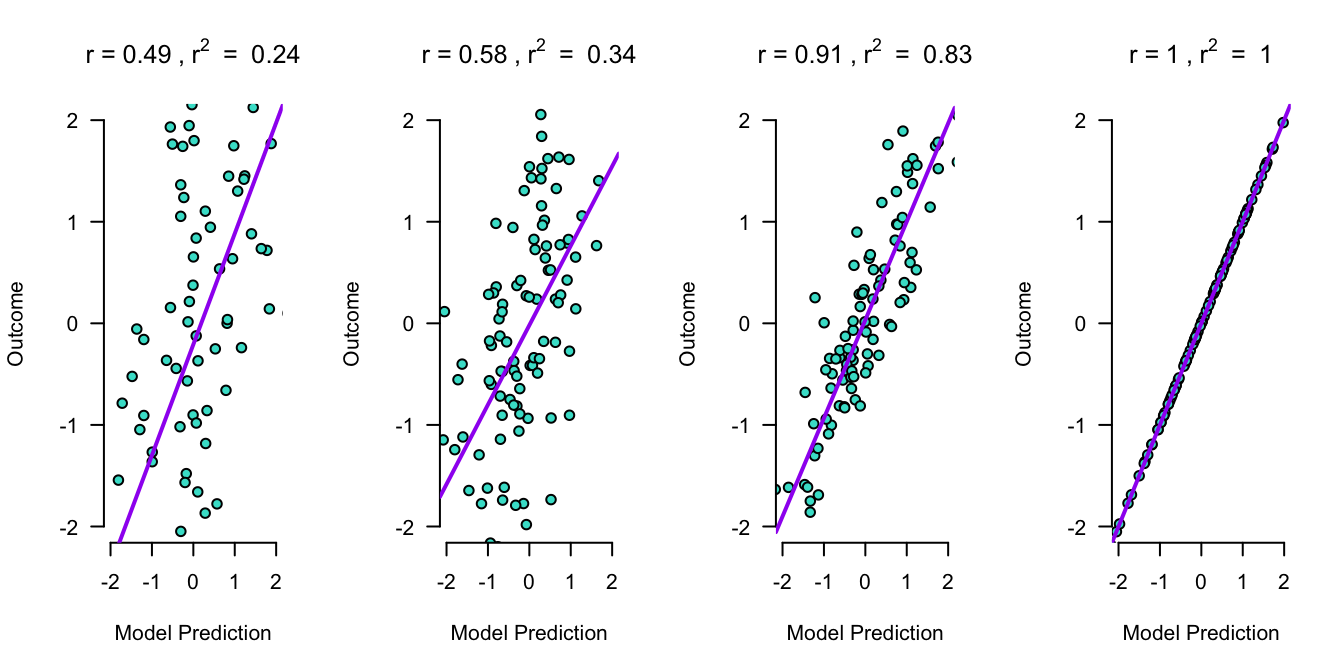 r = 0.49 , r² = 0.24
2
1
0
-1
-2
Outcome
-2 -1 0 1 2
Model Prediction
r = 0.58 , r² = 0.34
2
1
0
-1
-2
Outcome
-2 -1 0 1 2
Model Prediction
r = 0.91 , r² = 0.83
2
1
0
-1
-2
Outcome
-2 -1 0 1 2
Model Prediction
r = 1 , r² = 1
2
1
0
-1
-2
Outcome
-2 -1 0 1 2
Model Prediction